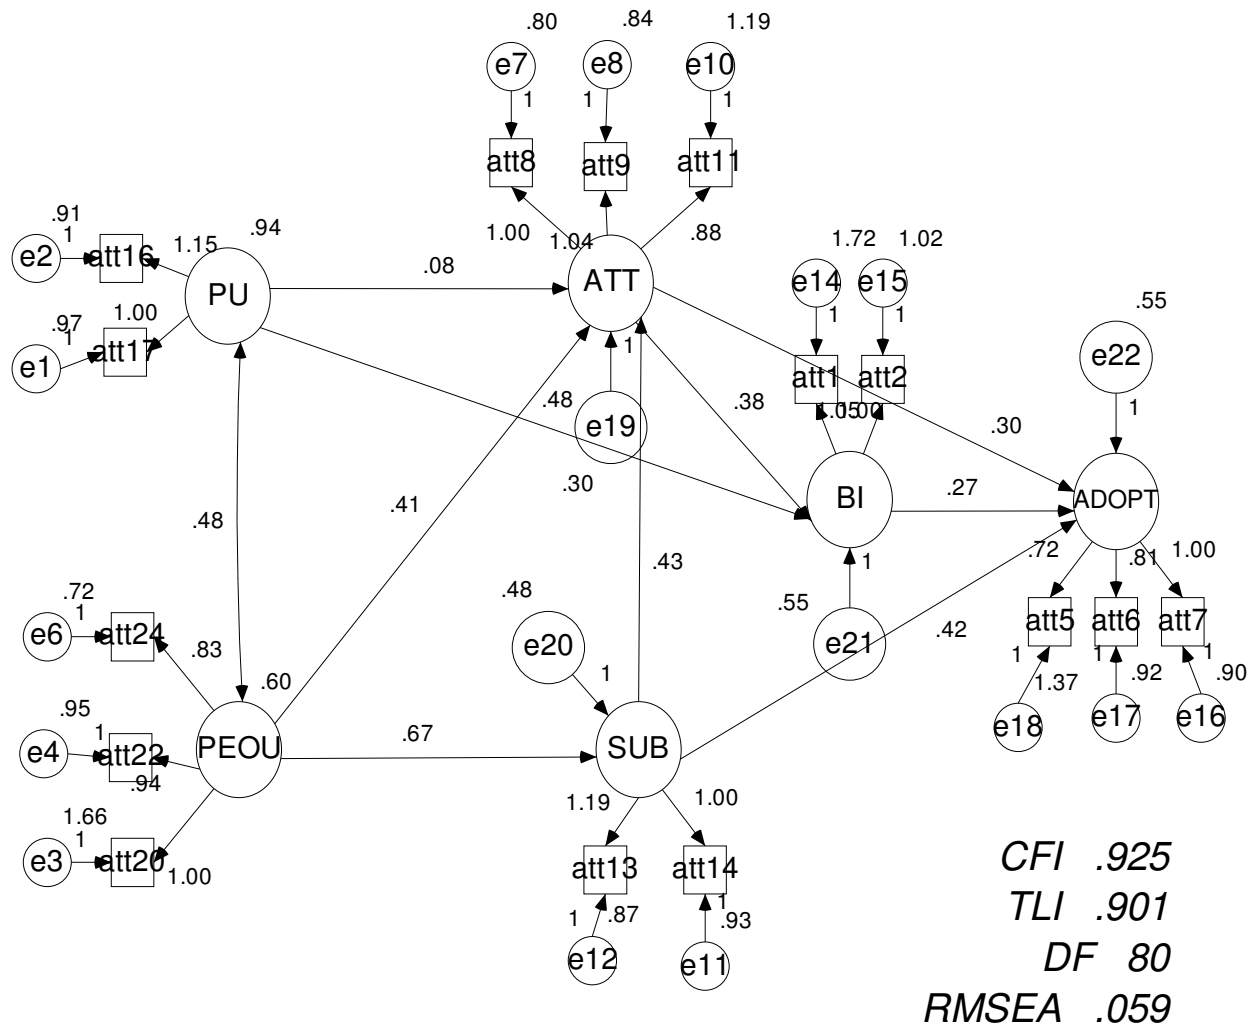 .80 .84 1.19
e7 e8 e10
1 1 1
att8 att9 att11
1.00 1.04 .88
.91 1.15 .94
1
e2 att16
PU .08 ATT
.97 1.00
1
e1 att17
1.72 1.02
e14 e15
1 1
att1 att2
1.05 1.00
.55
e22
1
1
.48 e19 .38
.30
.30
BI .27 ADOPT
.41
.48
.43
1
.72 .81 1.00
att5 att6 att7
1 1 1
1.37 .92 .90
e18 e17 e16
.55
e21
.42
.48
e20
1
.72
1
e6 att24
.83
.60
.95
1
e4 att22
.94
PEOU .67 SUB
1.66
1
e3 att20
1.00
1.19 1.00
att13 att14
1 .87 1 .93
e12 e11
CFI .925
TLI .901
DF 80
RMSEA .059